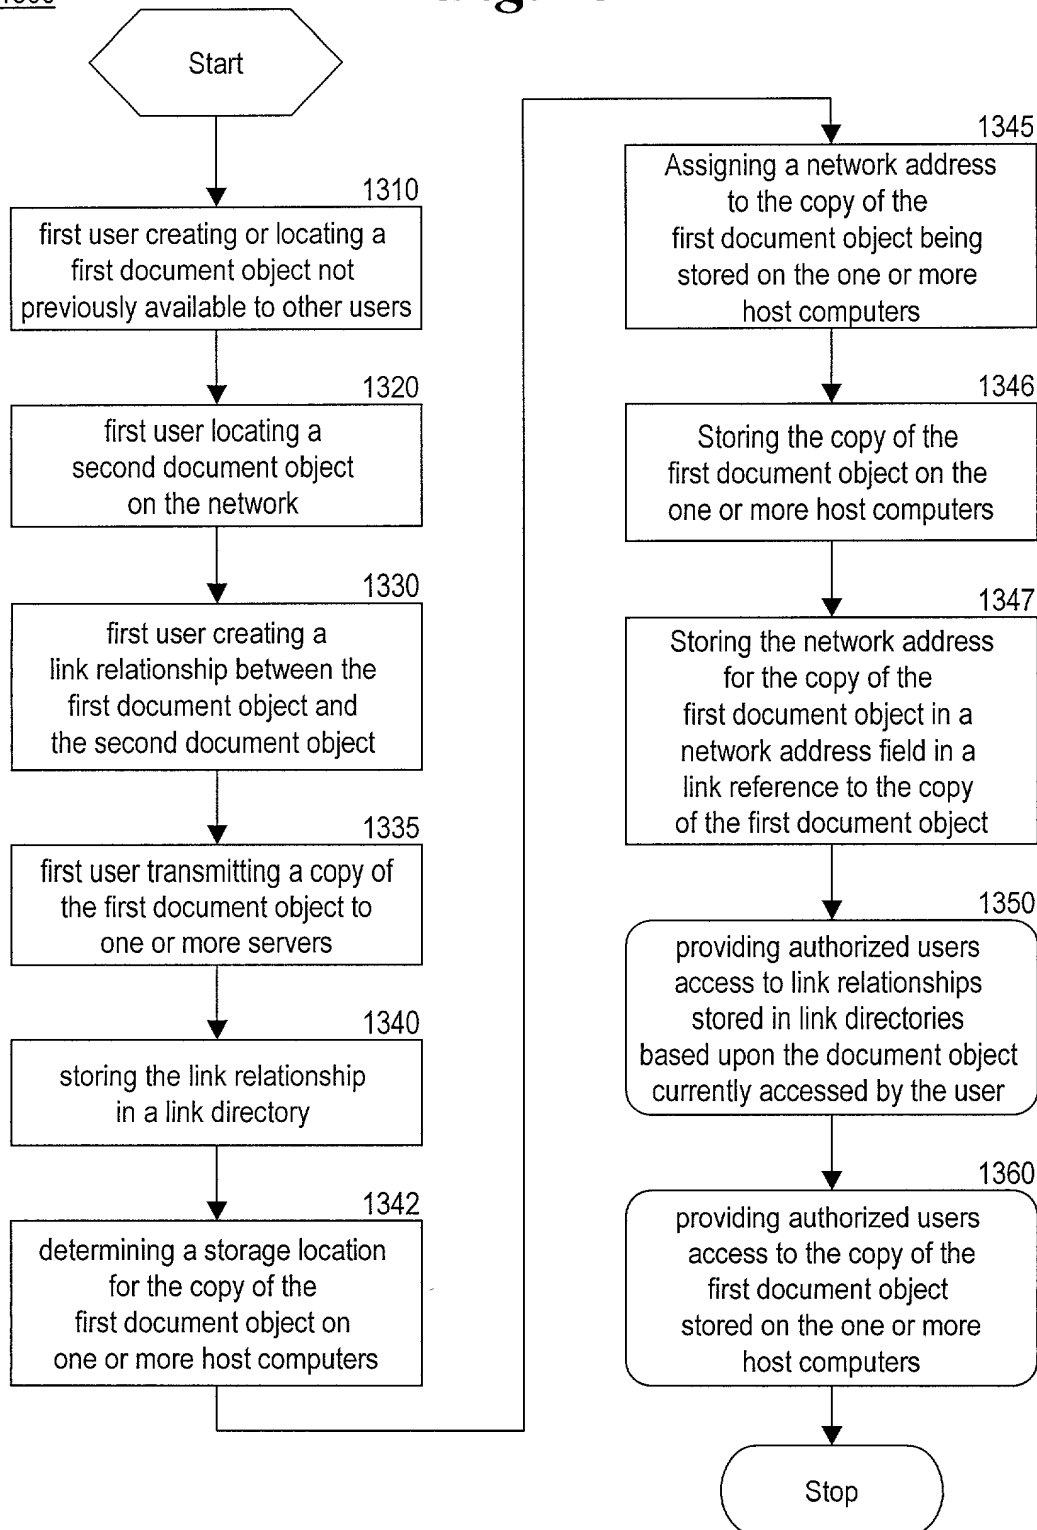 Start
1310
first user creating or locating a
first document object not
previously available to other users
1320
first user locating a
second document object
on the network
1330
first user creating a
link relationship between the
first document object and
the second document object
1335
first user transmitting a copy of
the first document object to
one or more servers
1340
storing the link relationship
in a link directory
1342
determining a storage location
for the copy of the
first document object on
one or more host computers
1345
Assigning a network address
to the copy of the
first document object being
stored on the one or more
host computers
1346
Storing the copy of the
first document object on the
one or more host computers
1347
Storing the network address
for the copy of the
first document object in a
network address field in a
link reference to the copy
of the first document object
1350
providing authorized users
access to link relationships
stored in link directories
based upon the document object
currently accessed by the user
1360
providing authorized users
access to the copy of the
first document object
stored on the one or more
host computers
Stop